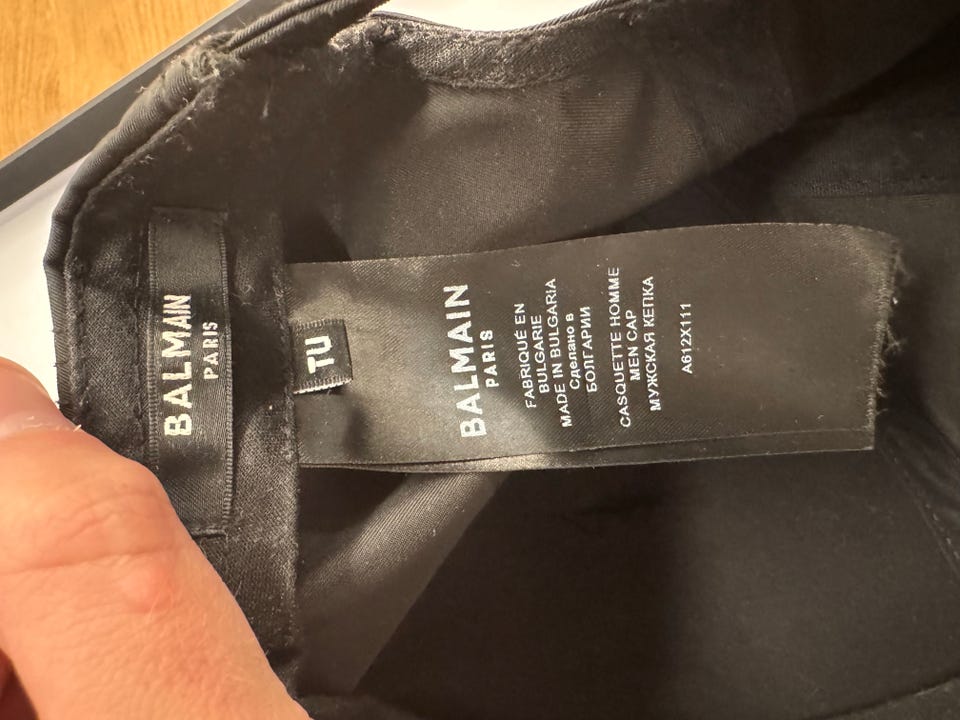 BALMAIN
PARIS
TU
BALMAIN
PARIS
FABRIQUÉ EN
BULGARIE
MADE IN BULGARIA
Сделано в
БОЛГАРИИ
CASQUETTE HOMME
MEN CAP
МУЖСКАЯ КЕПКА
A612X111